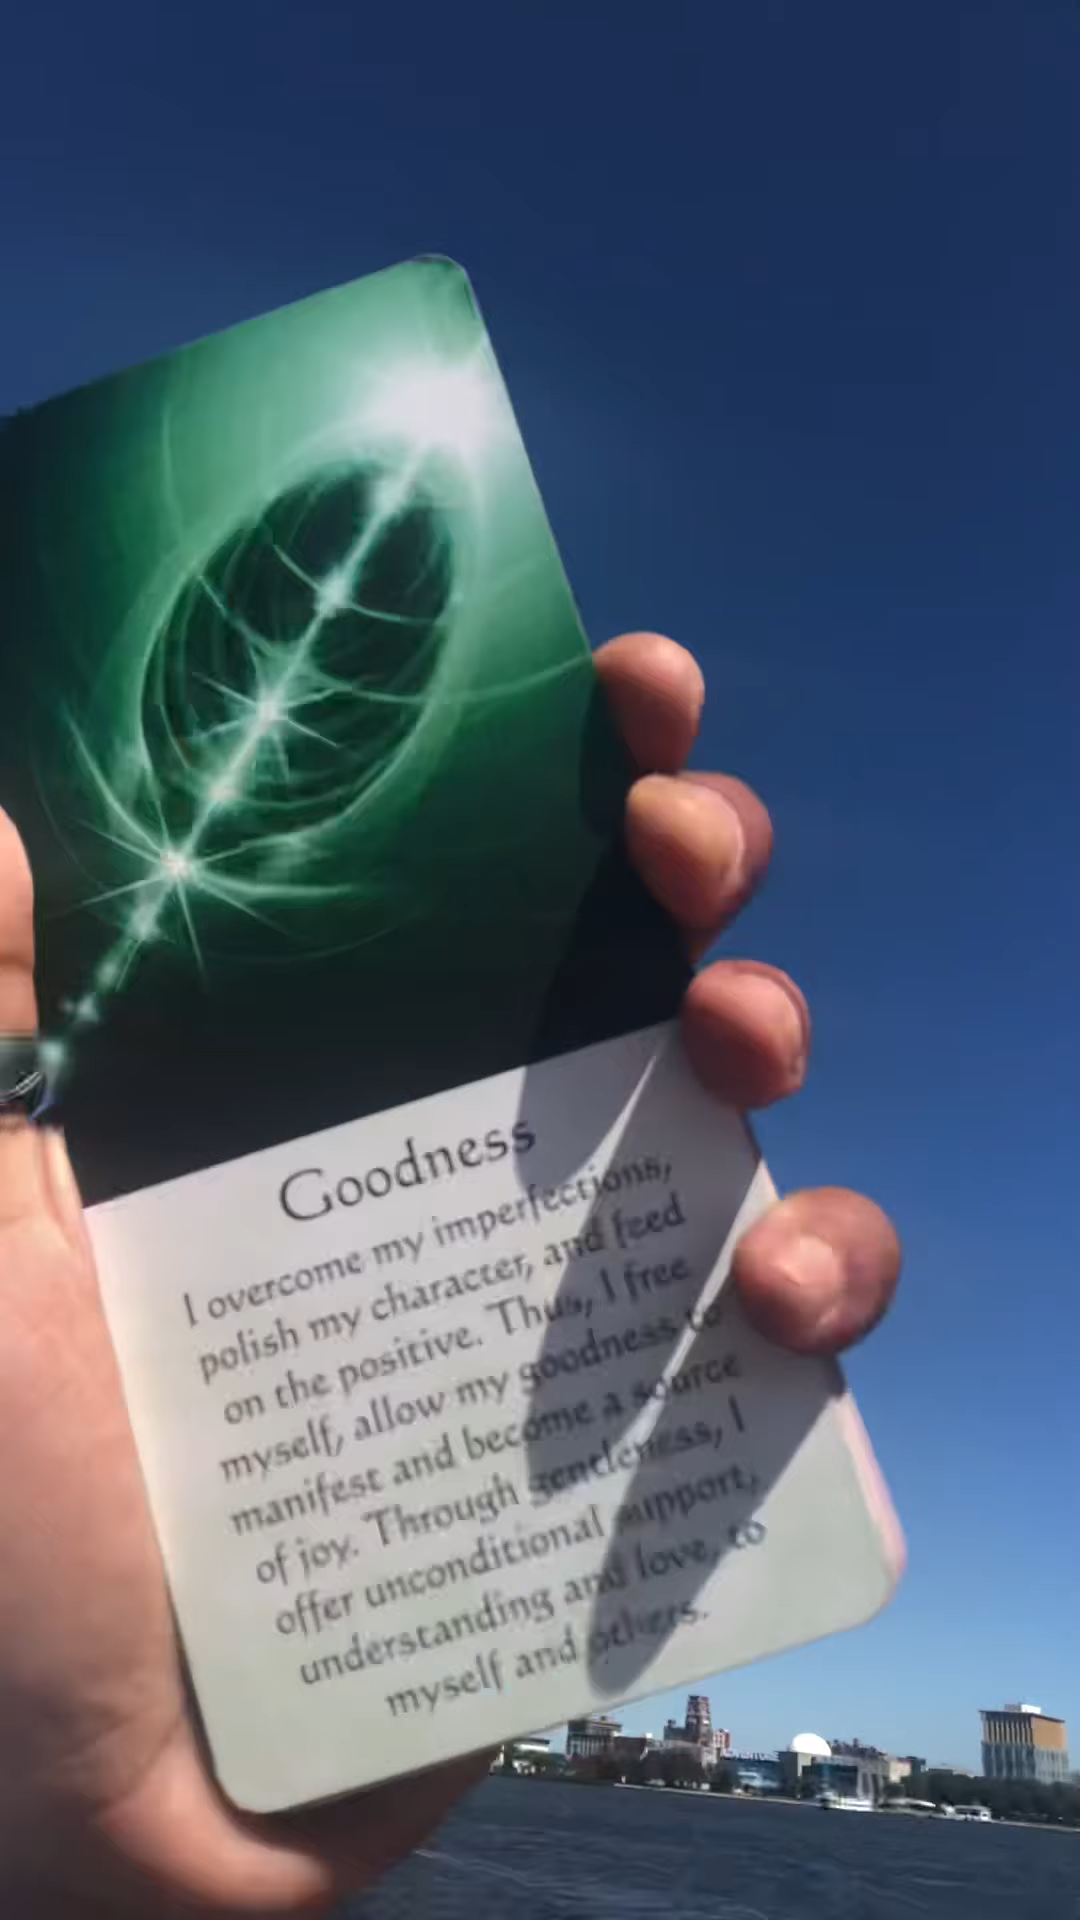 Goodness
I overcome my imperfections,
polish my character, and feed
on the positive. Thus, I free
myself, allow my goodness to
manifest and become a source
of joy. Through gentleness, I
offer unconditional support,
understanding and love, to
myself and others.